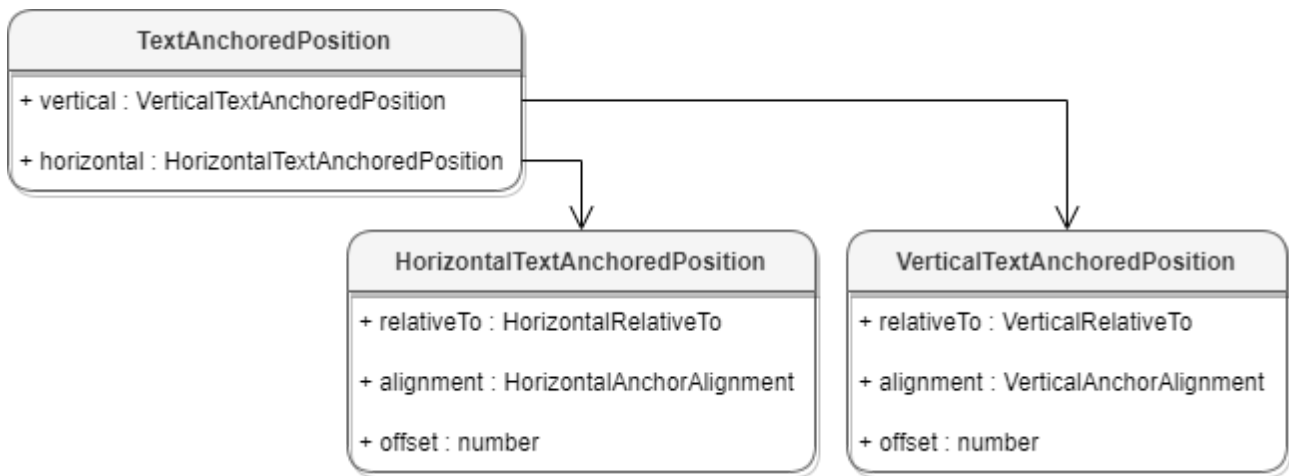 TextAnchoredPosition
+ vertical : VerticalTextAnchoredPosition
+ horizontal : HorizontalTextAnchoredPosition
HorizontalTextAnchoredPosition
+ relativeTo : HorizontalRelativeTo
+ alignment : HorizontalAnchorAlignment
+ offset : number
VerticalTextAnchoredPosition
+ relativeTo : VerticalRelativeTo
+ alignment : VerticalAnchorAlignment
+ offset : number